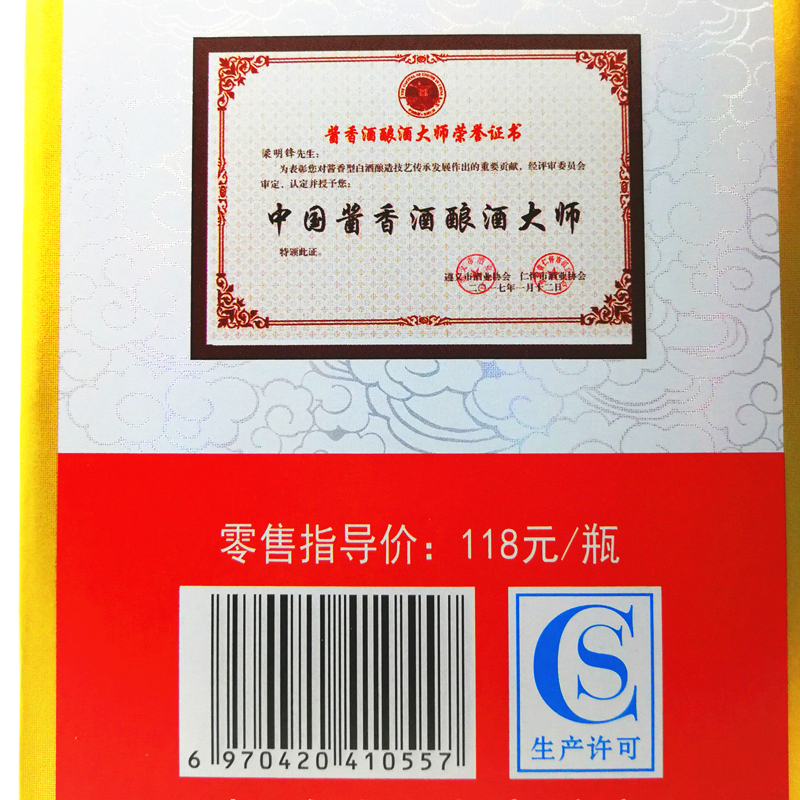 酱香酒酿酒大师荣誉证书
梁明锋先生：
为表彰您对酱香型白酒酿造技艺传承发展作出的重要贡献，经评审委员会
审定、认定并授予您：
中国酱香酒酿酒大师
特颁此证。
遵义市酒业协会 仁怀市酒业协会
二〇一七年一月十二日
零售指导价：118元/瓶
6 970420 410557
生产许可